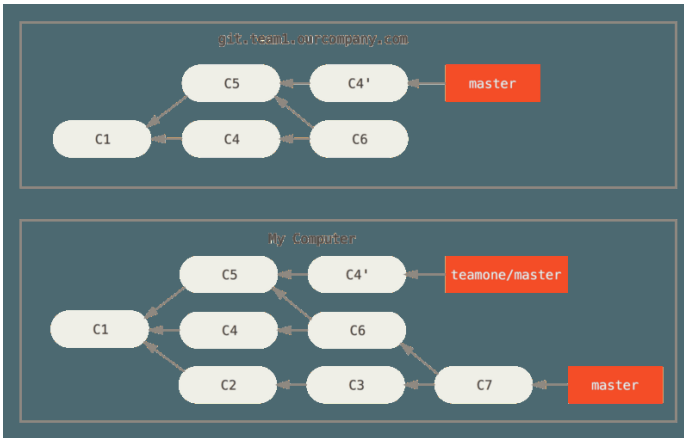 git.team1.ourcompany.com
C5 C4' master
C1 C4 C6
My Computer
C5 C4' teamone/master
C1 C4 C6
C2 C3 C7 master